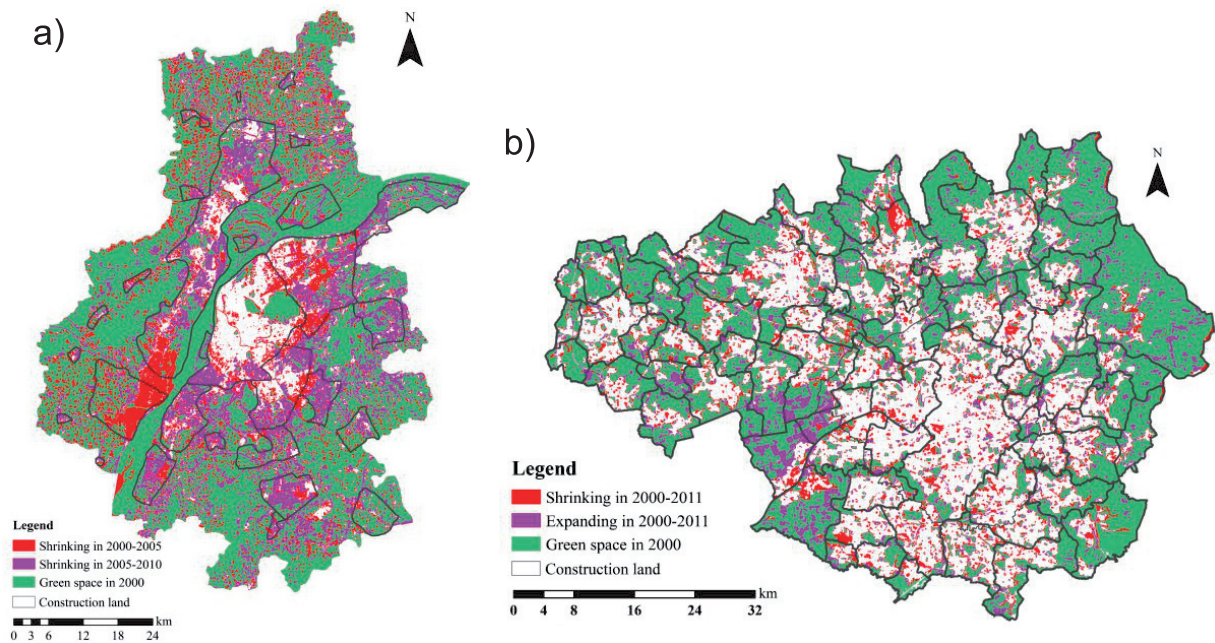 a)
N
Legend
Shrinking in 2000-2005
Shrinking in 2005-2010
Green space in 2000
Construction land
km
0 3 6 12 18 24
b)
N
Legend
Shrinking in 2000-2011
Expanding in 2000-2011
Green space in 2000
Construction land
km
0 4 8 16 24 32